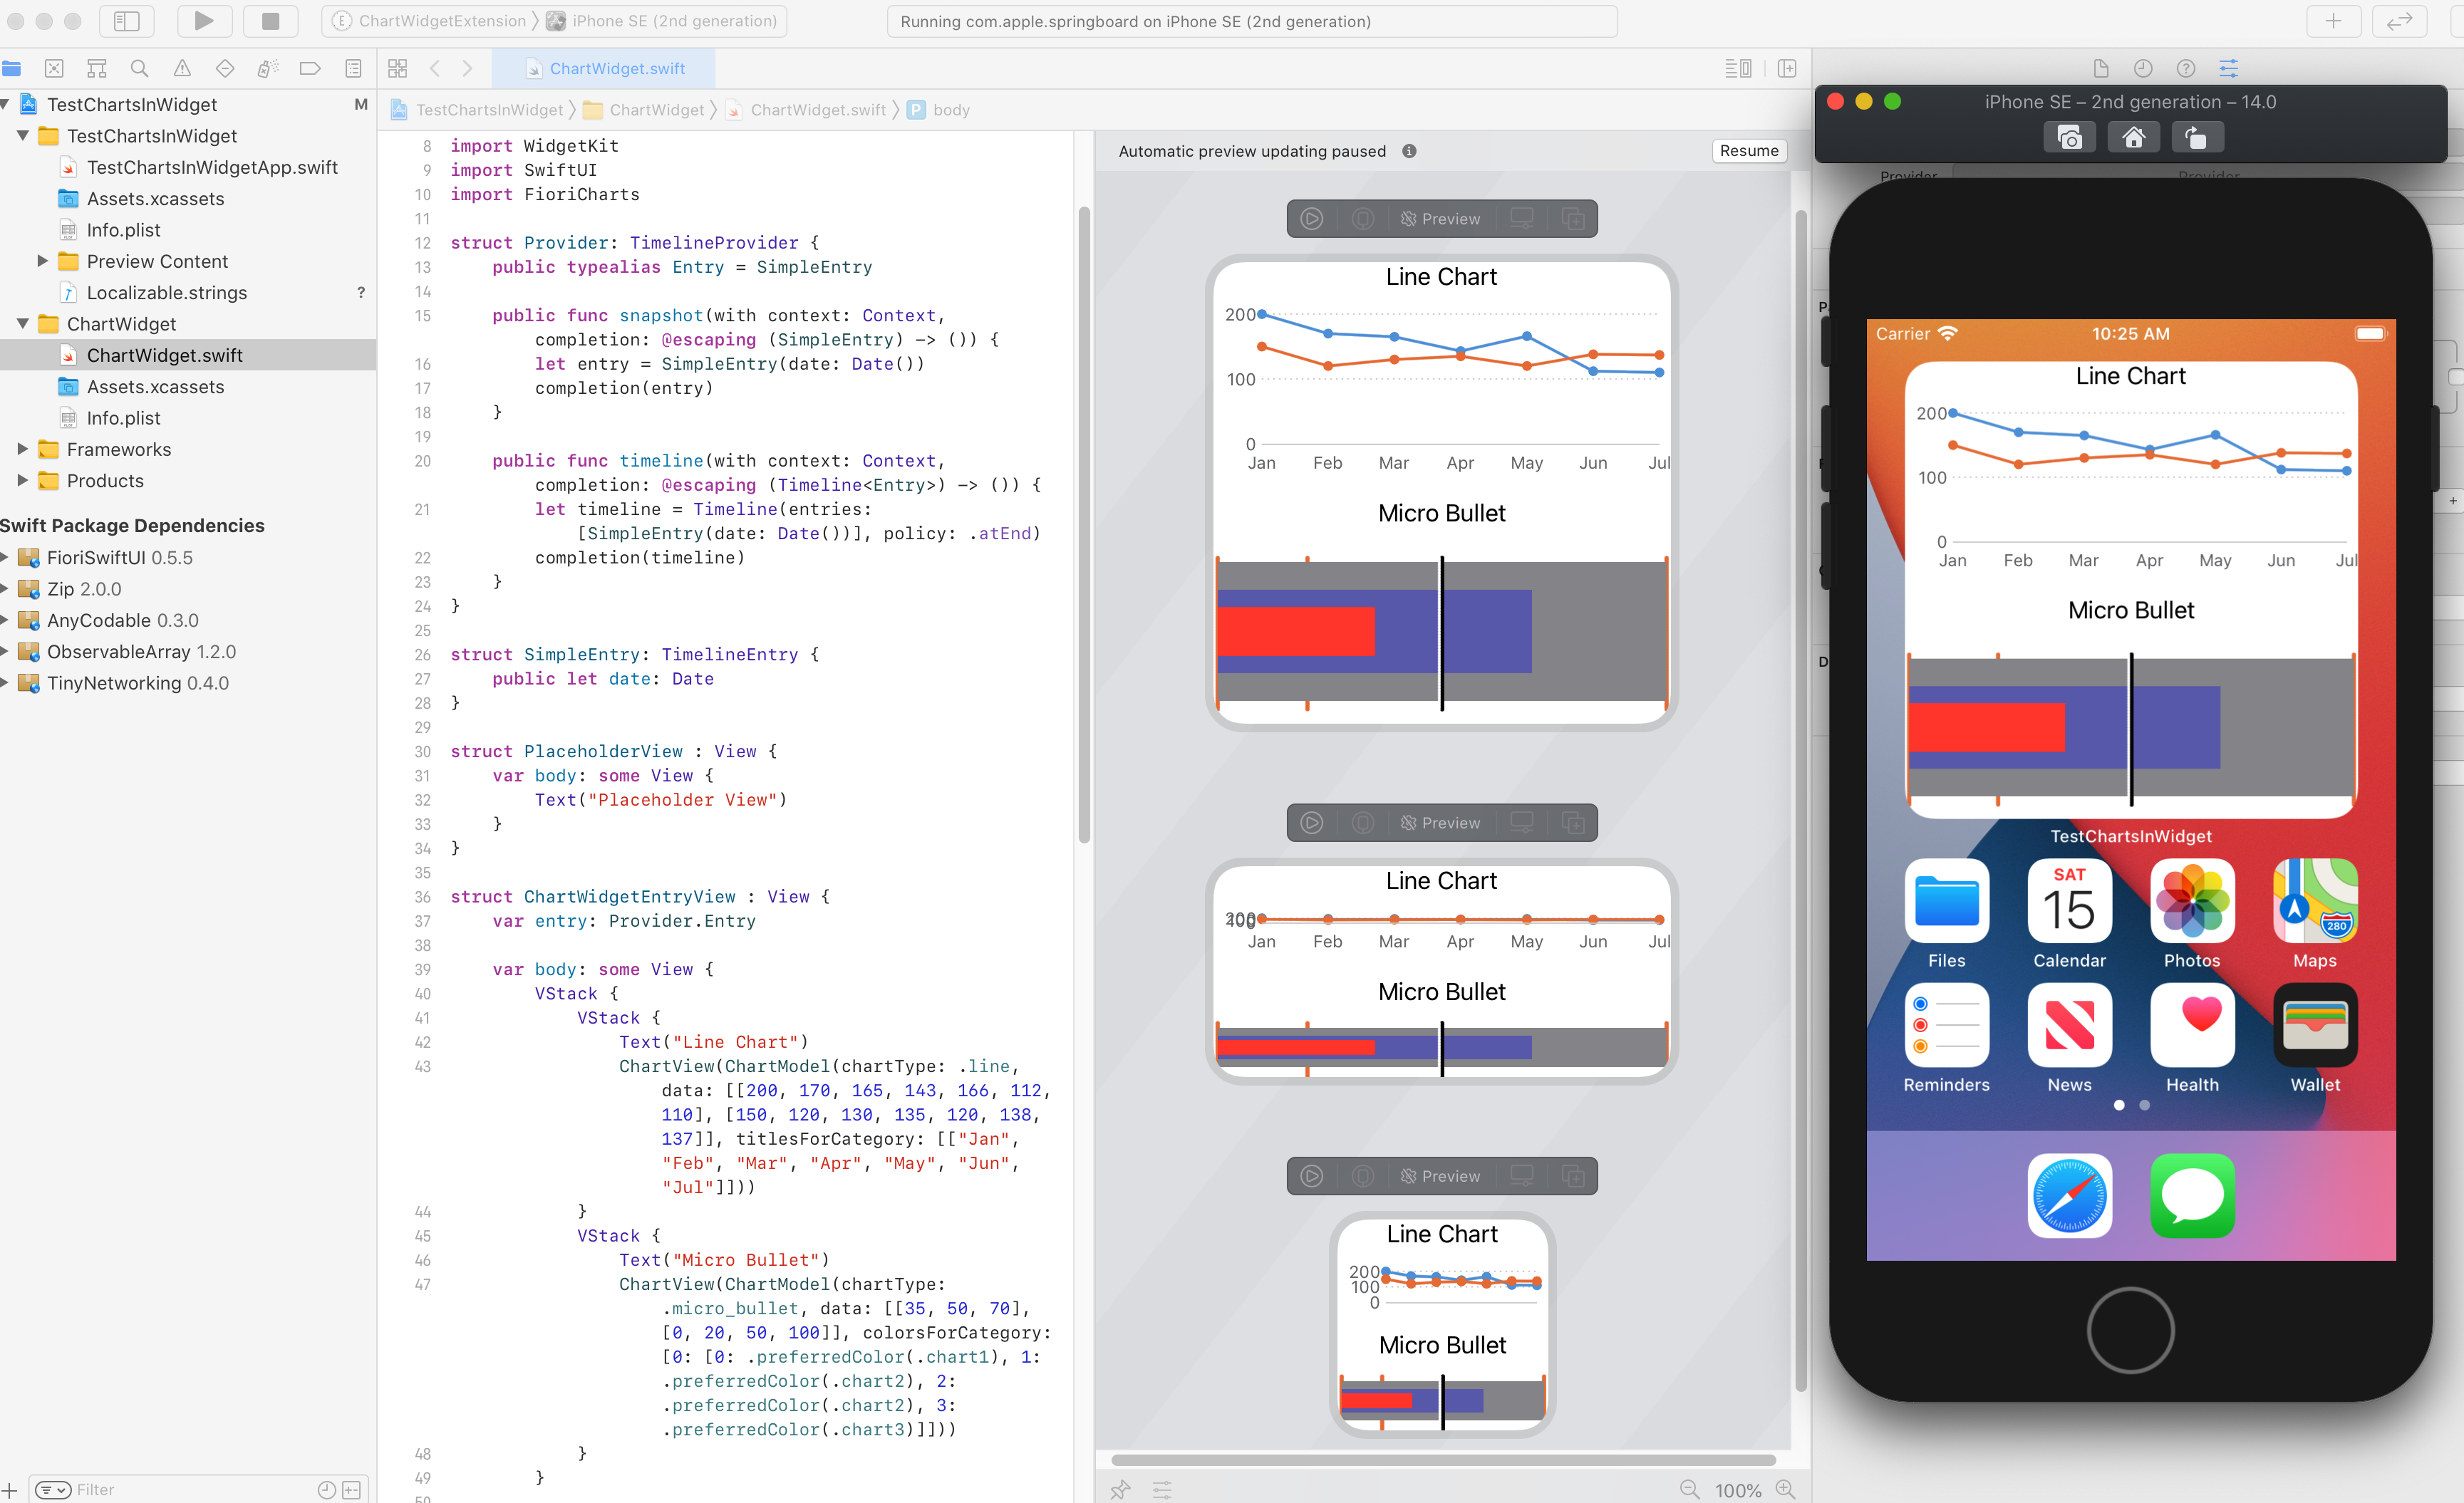 ChartWidgetExtension 〉 iPhone SE (2nd generation)
Running com.apple.springboard on iPhone SE (2nd generation)
ChartWidget.swift
TestChartsInWidget M
TestChartsInWidget
TestChartsInWidgetApp.swift
Assets.xcassets
Info.plist
Preview Content
Localizable.strings ?
ChartWidget
ChartWidget.swift
Assets.xcassets
Info.plist
Frameworks
Products
Swift Package Dependencies
FioriSwiftUI 0.5.5
Zip 2.0.0
AnyCodable 0.3.0
ObservableArray 1.2.0
TinyNetworking 0.4.0
Filter
TestChartsInWidget 〉 ChartWidget 〉 ChartWidget.swift 〉 P body
8 import WidgetKit
9 import SwiftUI
10 import FioriCharts
11
12 struct Provider: TimelineProvider {
13 public typealias Entry = SimpleEntry
14
15 public func snapshot(with context: Context,
completion: @escaping (SimpleEntry) -> ()) {
16 let entry = SimpleEntry(date: Date())
17 completion(entry)
18 }
19
20 public func timeline(with context: Context,
completion: @escaping (Timeline<Entry>) -> ()) {
21 let timeline = Timeline(entries:
[SimpleEntry(date: Date())], policy: .atEnd)
22 completion(timeline)
23 }
24 }
25
26 struct SimpleEntry: TimelineEntry {
27 public let date: Date
28 }
29
30 struct PlaceholderView : View {
31 var body: some View {
32 Text("Placeholder View")
33 }
34 }
35
36 struct ChartWidgetEntryView : View {
37 var entry: Provider.Entry
38
39 var body: some View {
40 VStack {
41 VStack {
42 Text("Line Chart")
43 ChartView(ChartModel(chartType: .line,
data: [[200, 170, 165, 143, 166, 112,
110], [150, 120, 130, 135, 120, 138,
137]], titlesForCategory: [["Jan",
"Feb", "Mar", "Apr", "May", "Jun",
"Jul"]]))
44 }
45 VStack {
46 Text("Micro Bullet")
47 ChartView(ChartModel(chartType:
.micro_bullet, data: [[35, 50, 70],
[0, 20, 50, 100]], colorsForCategory:
[0: [0: .preferredColor(.chart1), 1:
.preferredColor(.chart2), 2:
.preferredColor(.chart2), 3:
.preferredColor(.chart3)]]))
48 }
49 }
50
Automatic preview updating paused
Resume
Preview
Line Chart
200
100
0
Jan Feb Mar Apr May Jun Jul
Micro Bullet
Preview
Line Chart
Jan Feb Mar Apr May Jun Jul
Micro Bullet
Preview
Line Chart
200
100
0
Micro Bullet
100%
iPhone SE – 2nd generation – 14.0
Provider Provider
Carrier 10:25 AM
Line Chart
200
100
0
Jan Feb Mar Apr May Jun Jul
Micro Bullet
TestChartsInWidget
SAT
15
280
Files Calendar Photos Maps
Reminders News Health Wallet